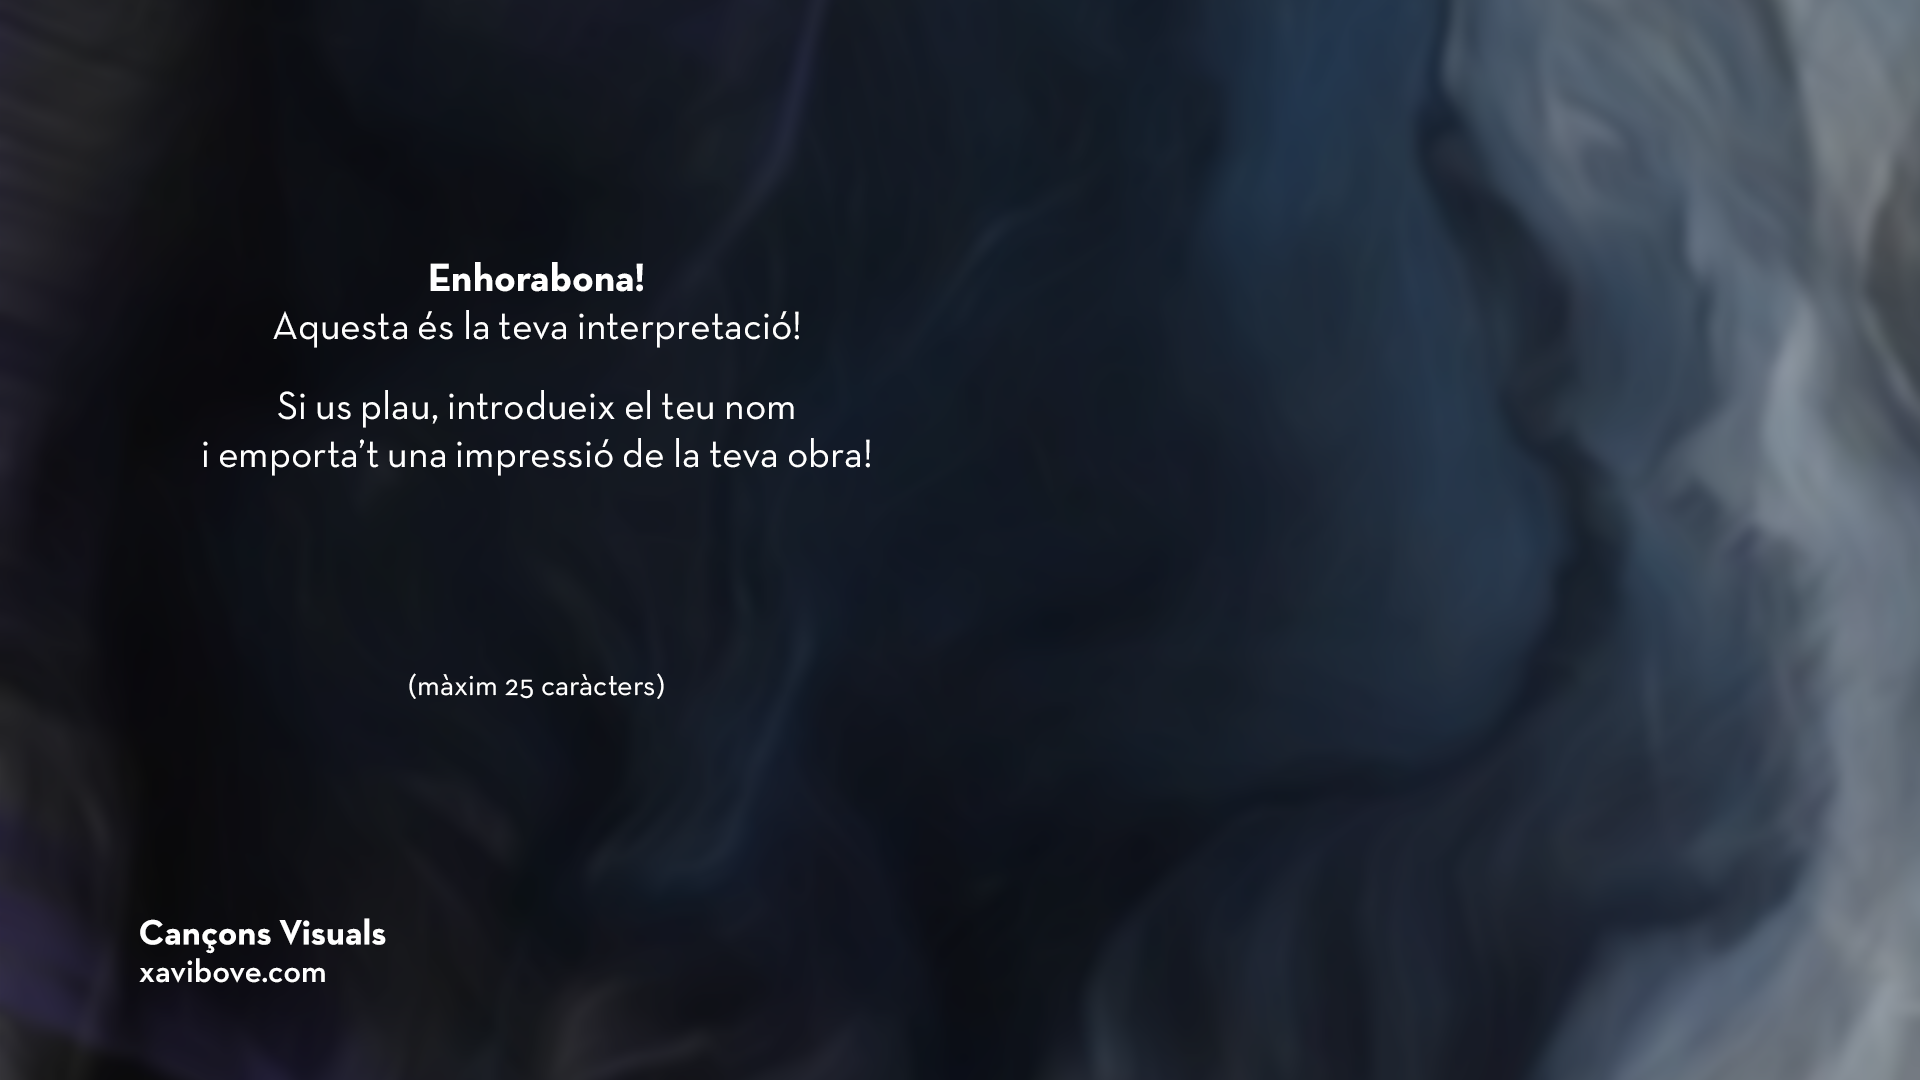 Enhorabona!
Aquesta és la teva interpretació!
Si us plau, introdueix el teu nom
i emporta’t una impressió de la teva obra!
(màxim 25 caràcters)
Cançons Visuals
xavibove.com